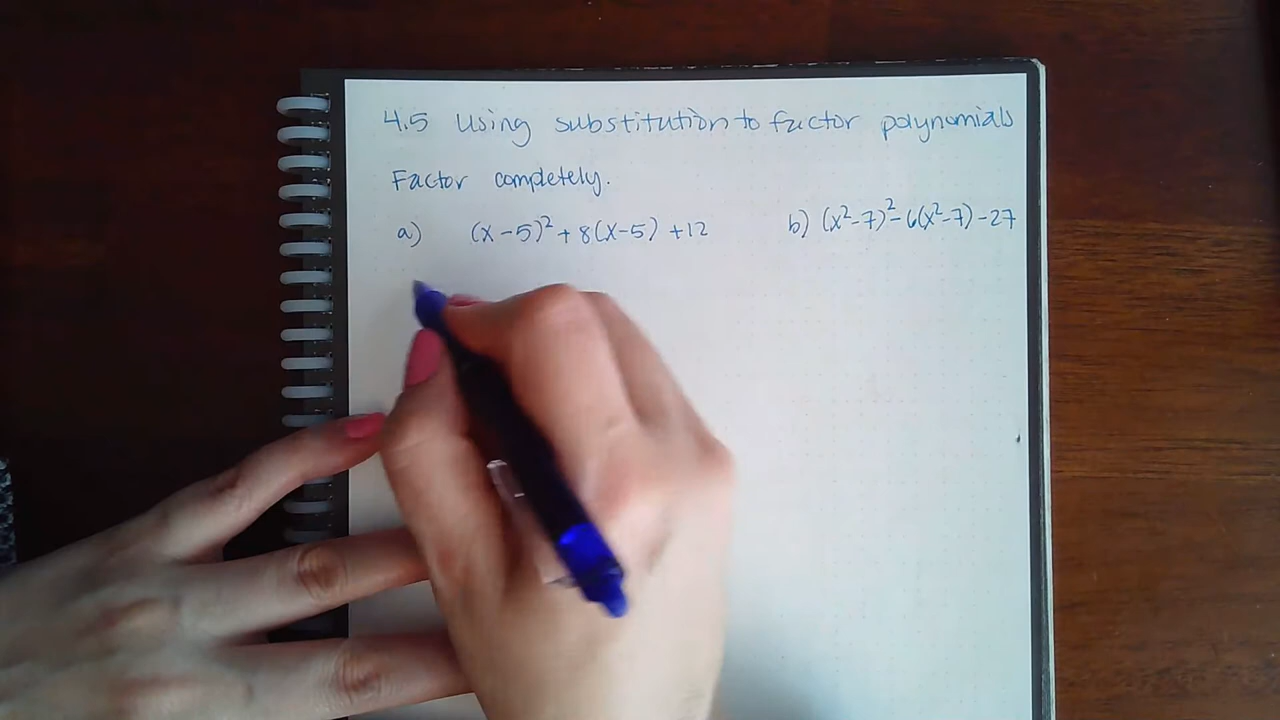 4.5 Using substitution to factor polynomials
Factor completely.
a) (x-5)² + 8(x-5) + 12 b) (x²-7)² - 6(x²-7) - 27